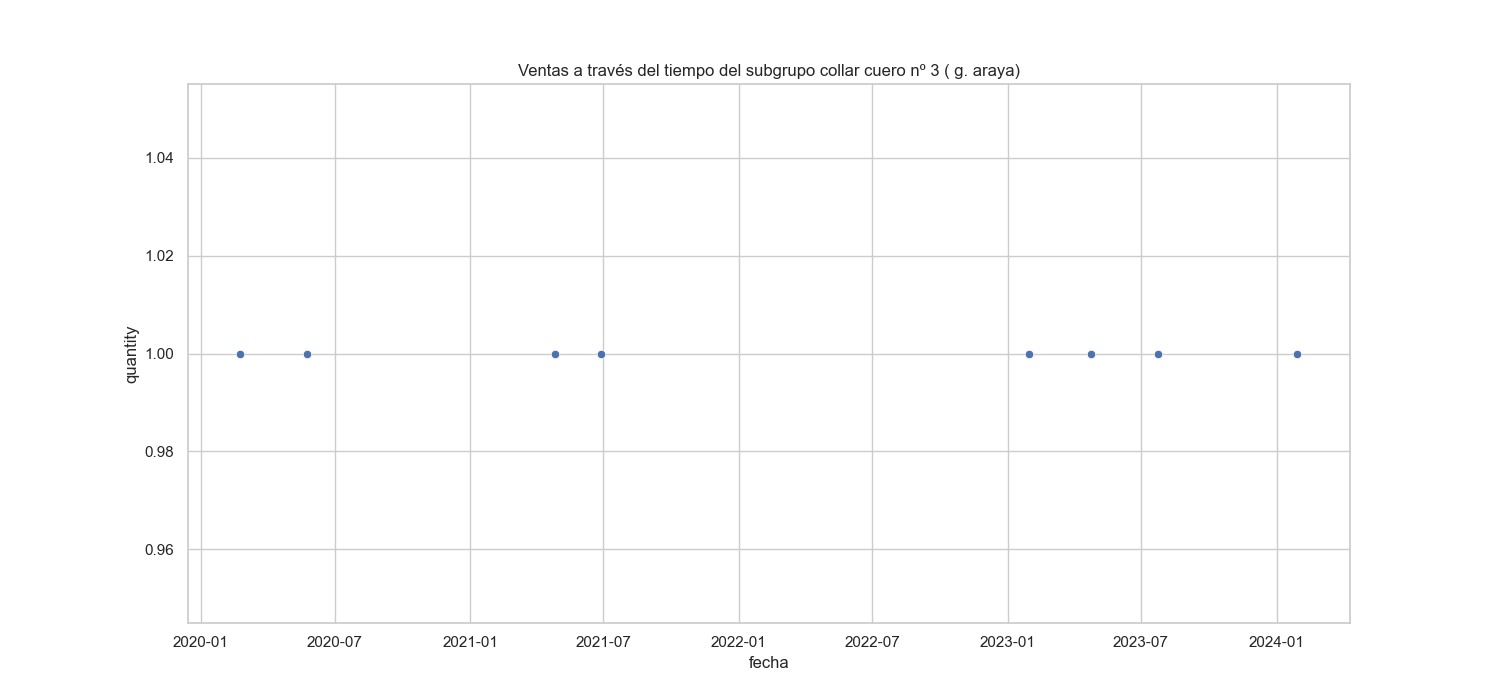 Ventas a través del tiempo del subgrupo collar cuero nº 3 ( g. araya)
1.04
1.02
1.00
0.98
0.96
quantity
2020-01 2020-07 2021-01 2021-07 2022-01 2022-07 2023-01 2023-07 2024-01
fecha